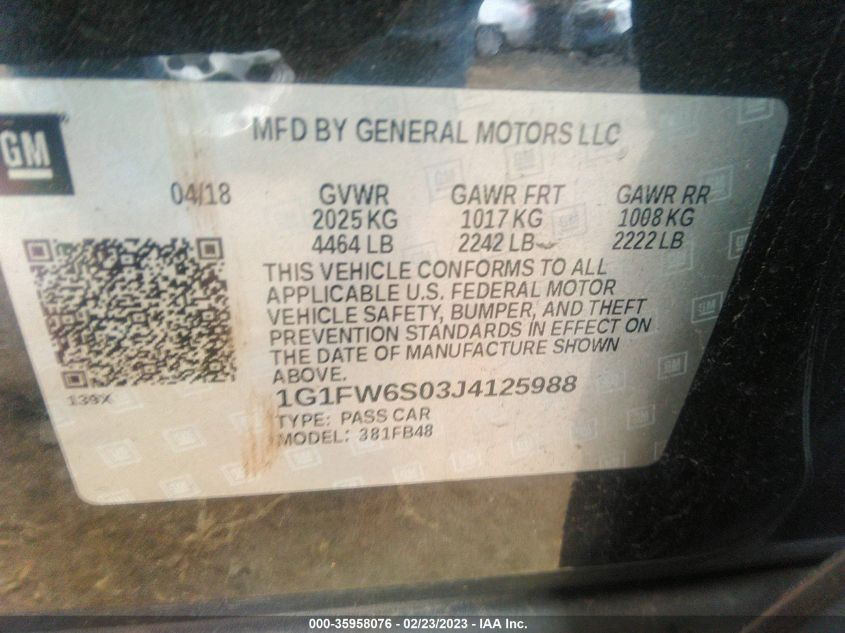 GM
MFD BY GENERAL MOTORS LLC
04/18 GVWR GAWR FRT GAWR RR
2025 KG 1017 KG 1008 KG
4464 LB 2242 LB 2222 LB
THIS VEHICLE CONFORMS TO ALL
APPLICABLE U.S. FEDERAL MOTOR
VEHICLE SAFETY, BUMPER, AND THEFT
PREVENTION STANDARDS IN EFFECT ON
THE DATE OF MANUFACTURE SHOWN
ABOVE.
139X
1G1FW6S03J4125988
TYPE: PASS CAR
MODEL: 381FB48
000-35958076 - 02/23/2023 - IAA Inc.